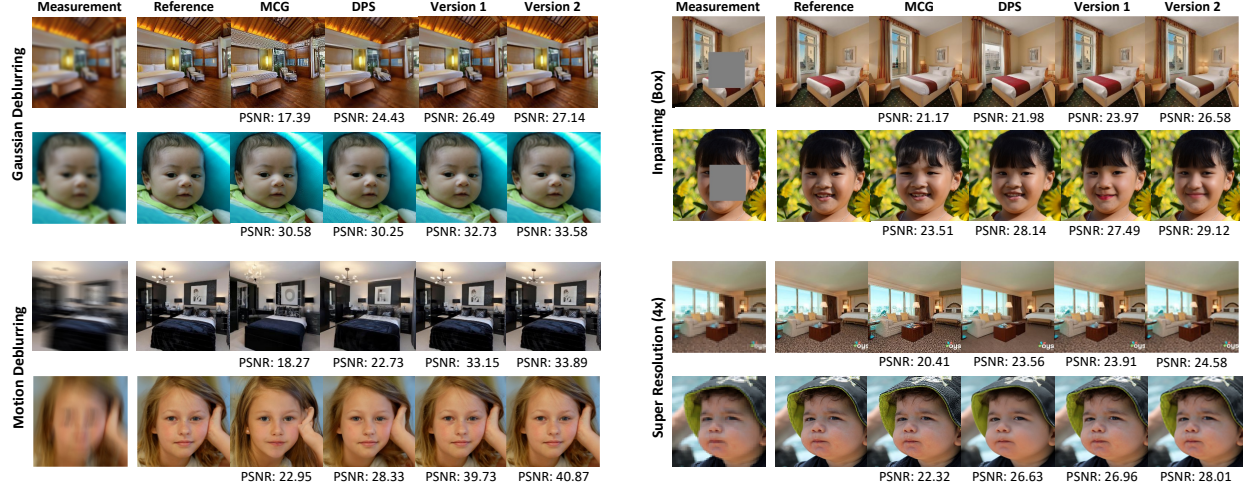 Measurement Reference MCG DPS Version 1 Version 2
Gaussian Deblurring
PSNR: 17.39 PSNR: 24.43 PSNR: 26.49 PSNR: 27.14
PSNR: 30.58 PSNR: 30.25 PSNR: 32.73 PSNR: 33.58
Motion Deblurring
PSNR: 18.27 PSNR: 22.73 PSNR: 33.15 PSNR: 33.89
PSNR: 22.95 PSNR: 28.33 PSNR: 39.73 PSNR: 40.87
Measurement Reference MCG DPS Version 1 Version 2
Inpainting (Box)
PSNR: 21.17 PSNR: 21.98 PSNR: 23.97 PSNR: 26.58
PSNR: 23.51 PSNR: 28.14 PSNR: 27.49 PSNR: 29.12
Super Resolution (4x)
PSNR: 20.41 PSNR: 23.56 PSNR: 23.91 PSNR: 24.58
PSNR: 22.32 PSNR: 26.63 PSNR: 26.96 PSNR: 28.01